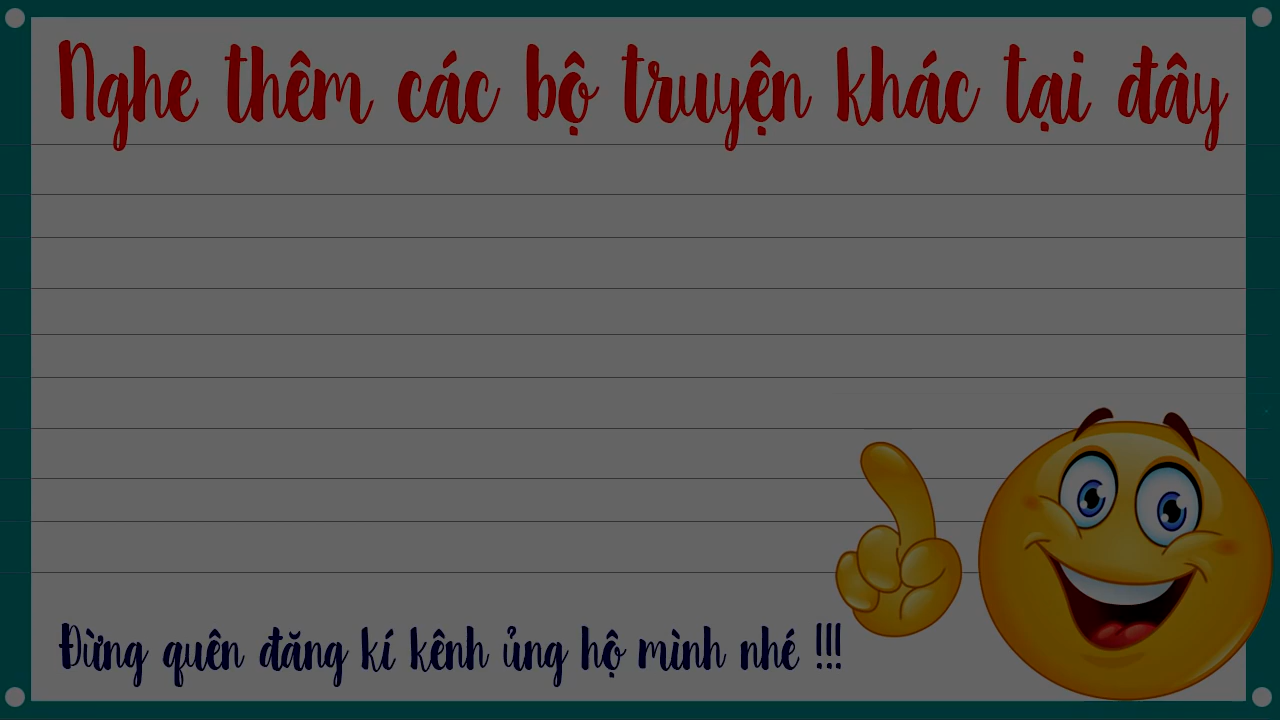 Nghe thêm các bộ truyện khác tại đây
Đừng quên đăng kí kênh ủng hộ mình nhé !!!